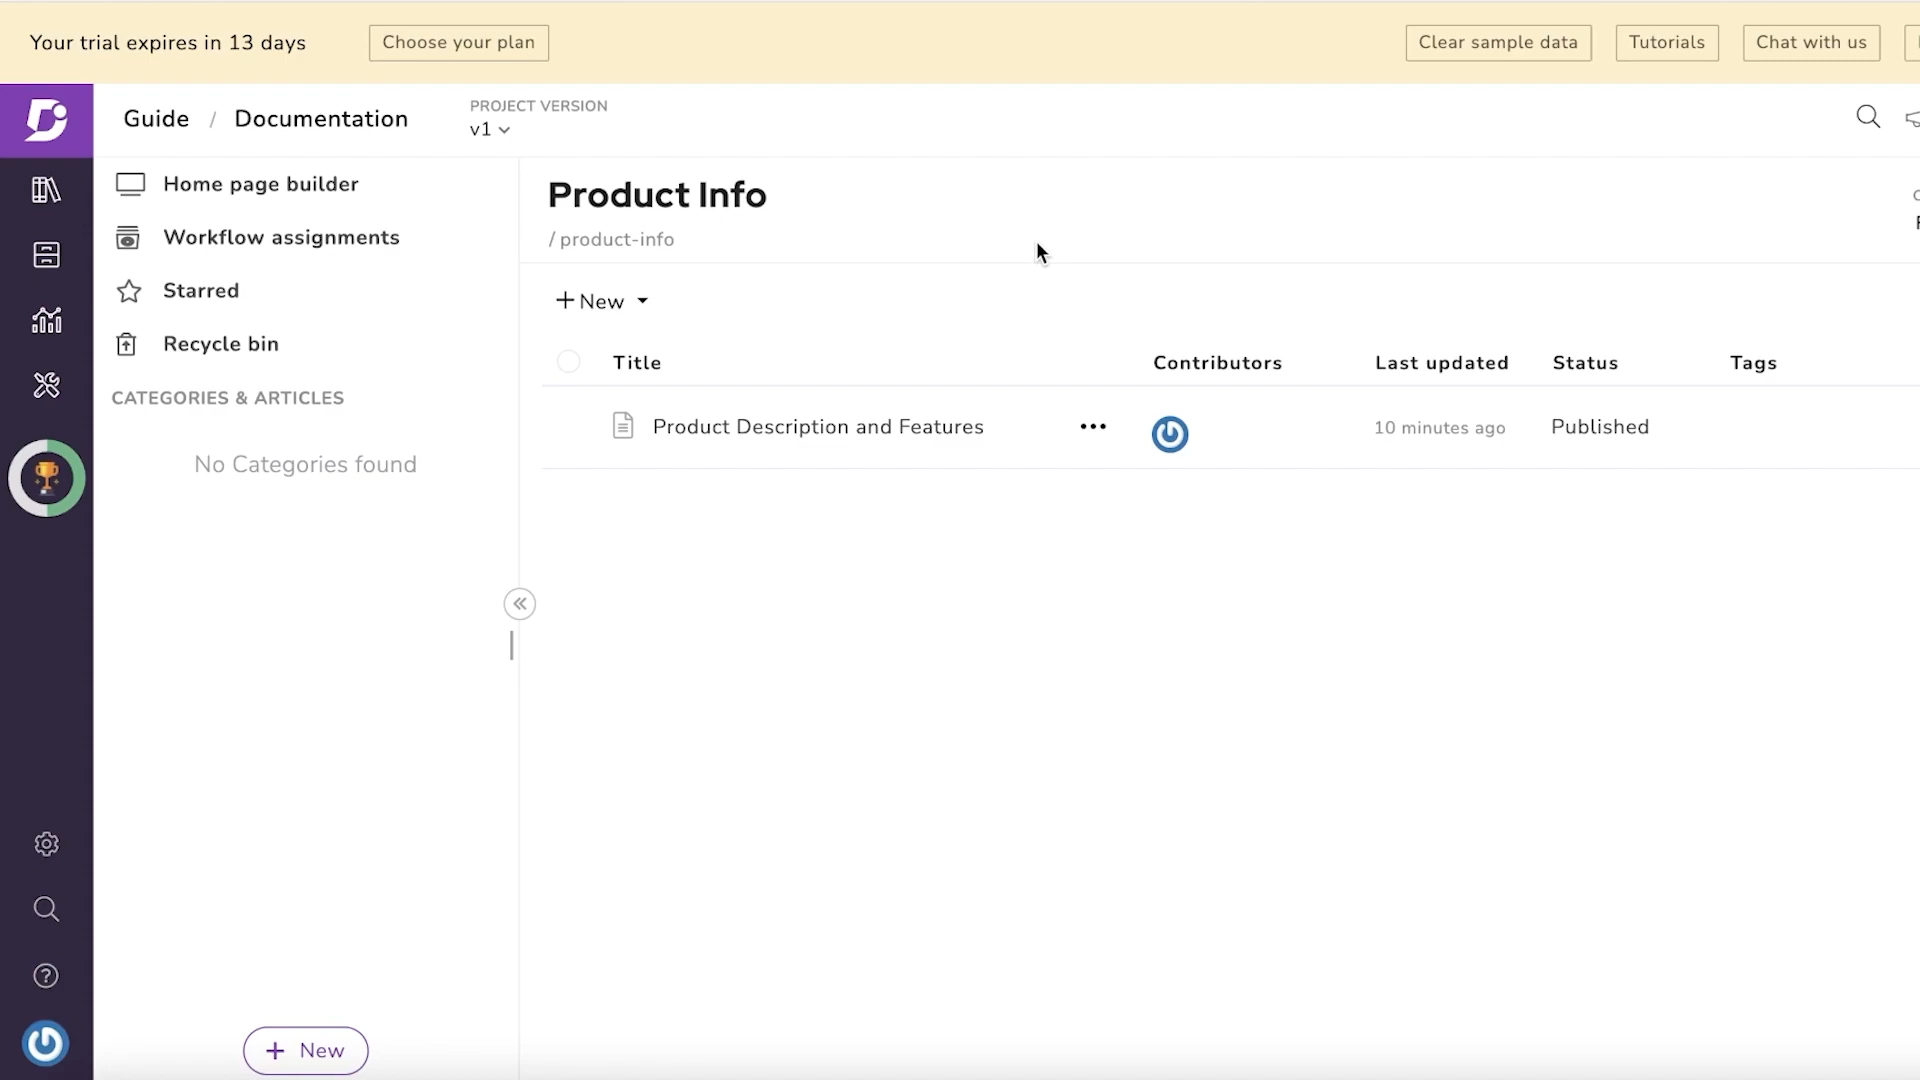 Your trial expires in 13 days
Choose your plan
Clear sample data
Tutorials
Chat with us
Guide / Documentation
PROJECT VERSION
v1
Home page builder
Workflow assignments
Starred
Recycle bin
CATEGORIES & ARTICLES
No Categories found
+ New
Product Info
/ product-info
+ New
Title
Contributors
Last updated
Status
Tags
Product Description and Features
•••
10 minutes ago
Published